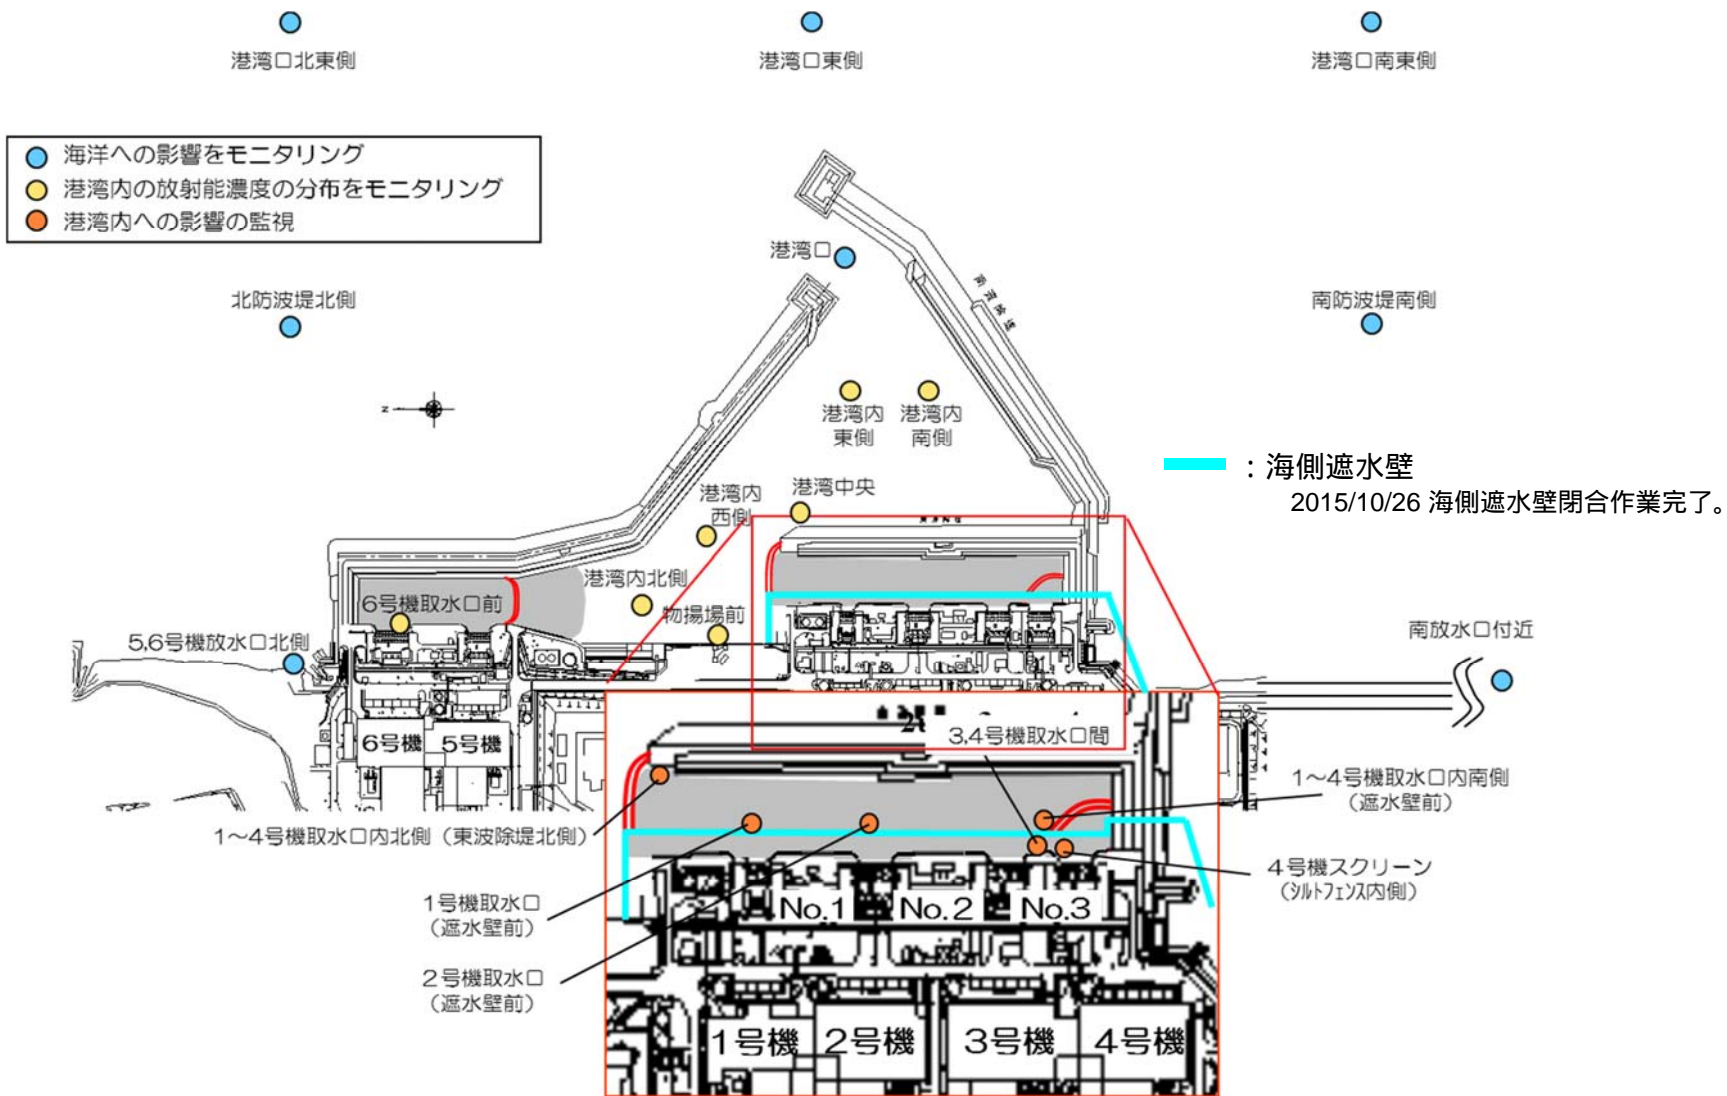 港湾口北東側
港湾口東側
港湾口南東側
海洋への影響をモニタリング
港湾内の放射能濃度の分布をモニタリング
港湾内への影響の監視
港湾口
北防波堤北側
南防波堤南側
N
港湾内
東側
港湾内
南側
:海側遮水壁
2015/10/26 海側遮水壁閉合作業完了。
港湾内
西側
港湾中央
港湾内北側
6号機取水口前
物揚場前
5,6号機放水口北側
南放水口付近
6号機
5号機
3,4号機取水口間
1~4号機取水口内南側
(遮水壁前)
1~4号機取水口内北側(東波除堤北側)
4号機スクリーン
(シルトフェンス内側)
1号機取水口
(遮水壁前)
No.1
No.2
No.3
2号機取水口
(遮水壁前)
1号機
2号機
3号機
4号機